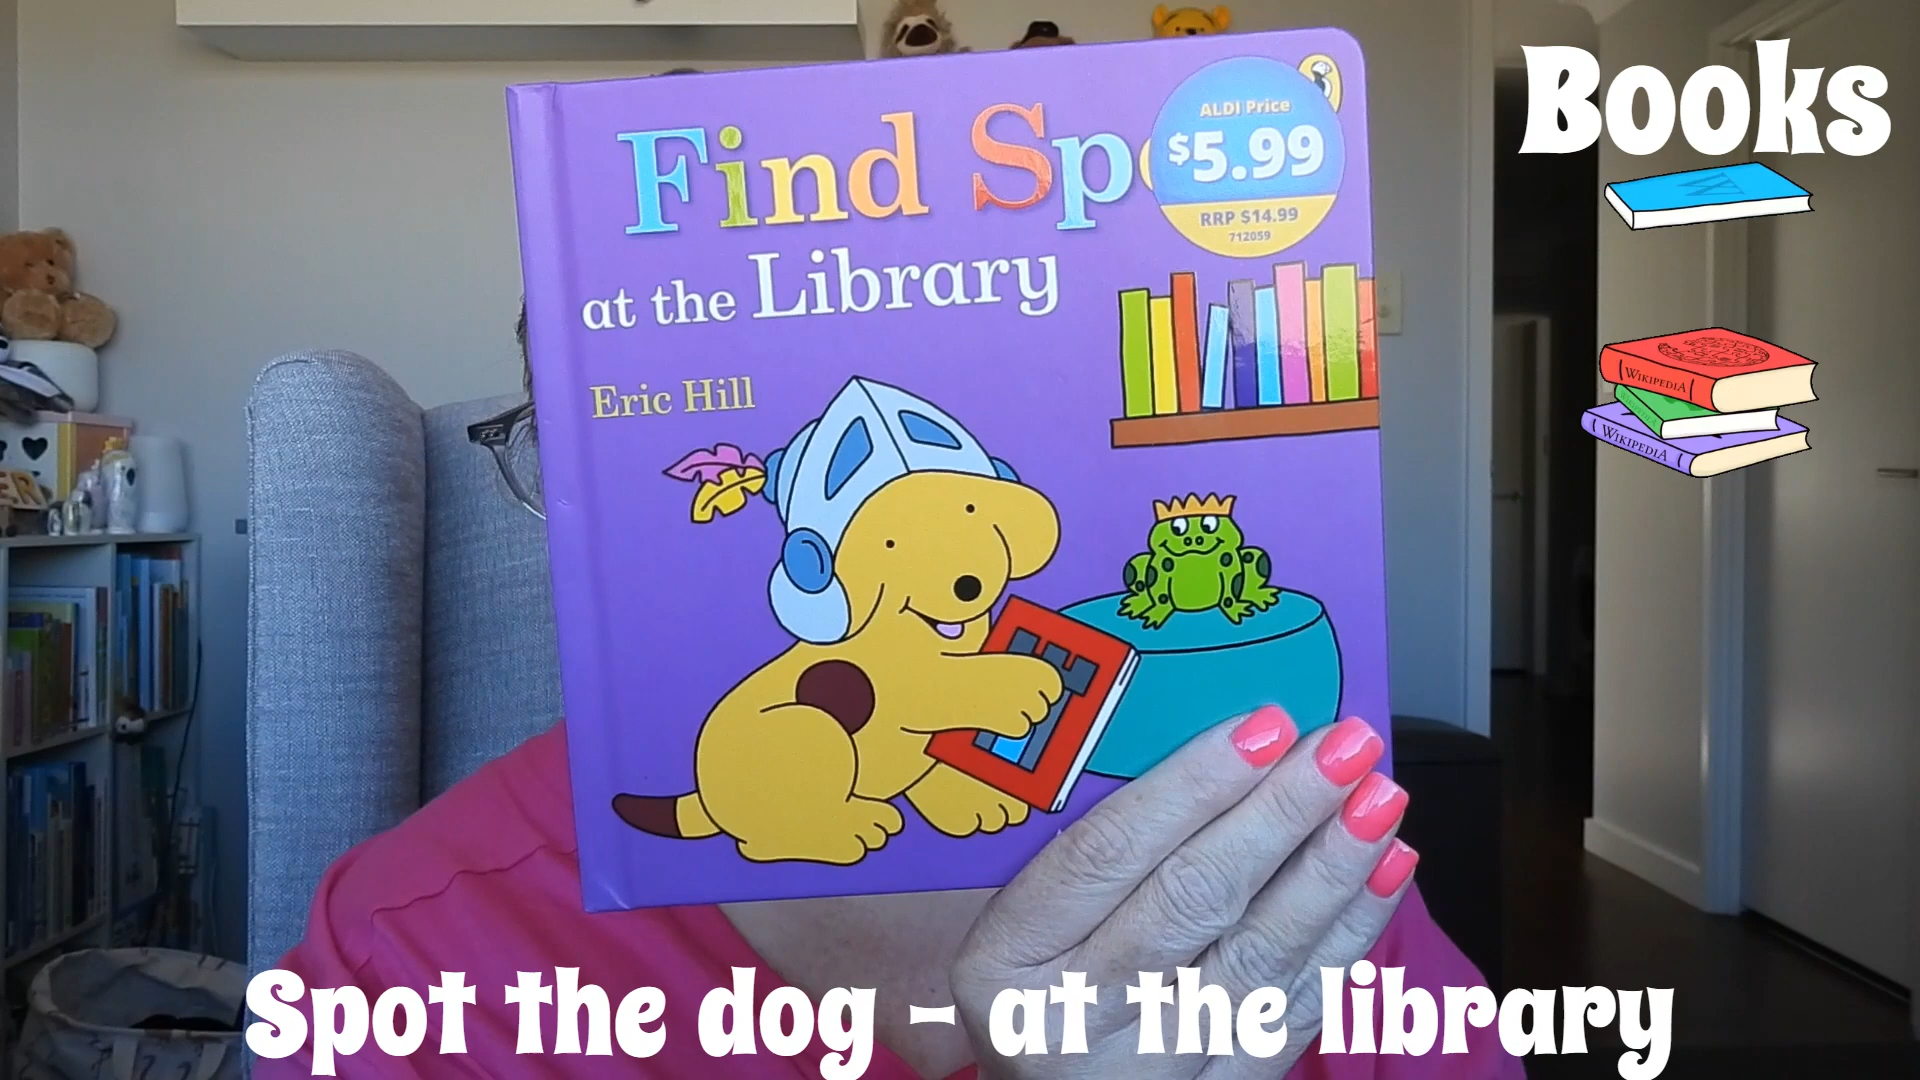 Books
Find Sp
ALDI Price
$5.99
RRP $14.99
712059
at the Library
Eric Hill
W
WIKIPEDIA
WIKIPEDIA
Spot the dog - at the library